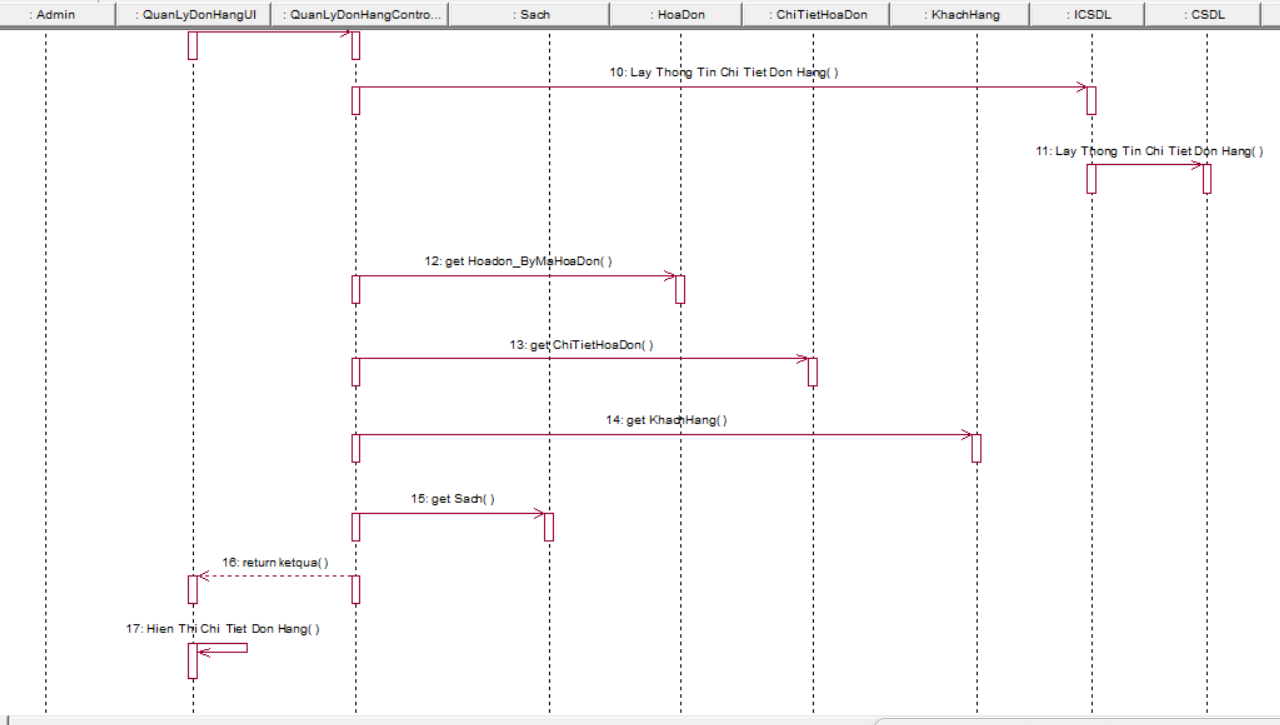 : Admin
: QuanLyDonHangUI
: QuanLyDonHangContro...
: Sach
: HoaDon
: ChiTietHoaDon
: KhachHang
: ICSDL
: CSDL
10: Lay Thong Tin Chi Tiet Don Hang( )
11: Lay Thong Tin Chi Tiet Don Hang( )
12: get Hoadon_ByMaHoaDon( )
13: get ChiTietHoaDon( )
14: get KhachHang( )
15: get Sach( )
16: return ketqua( )
17: Hien Thi Chi Tiet Don Hang( )